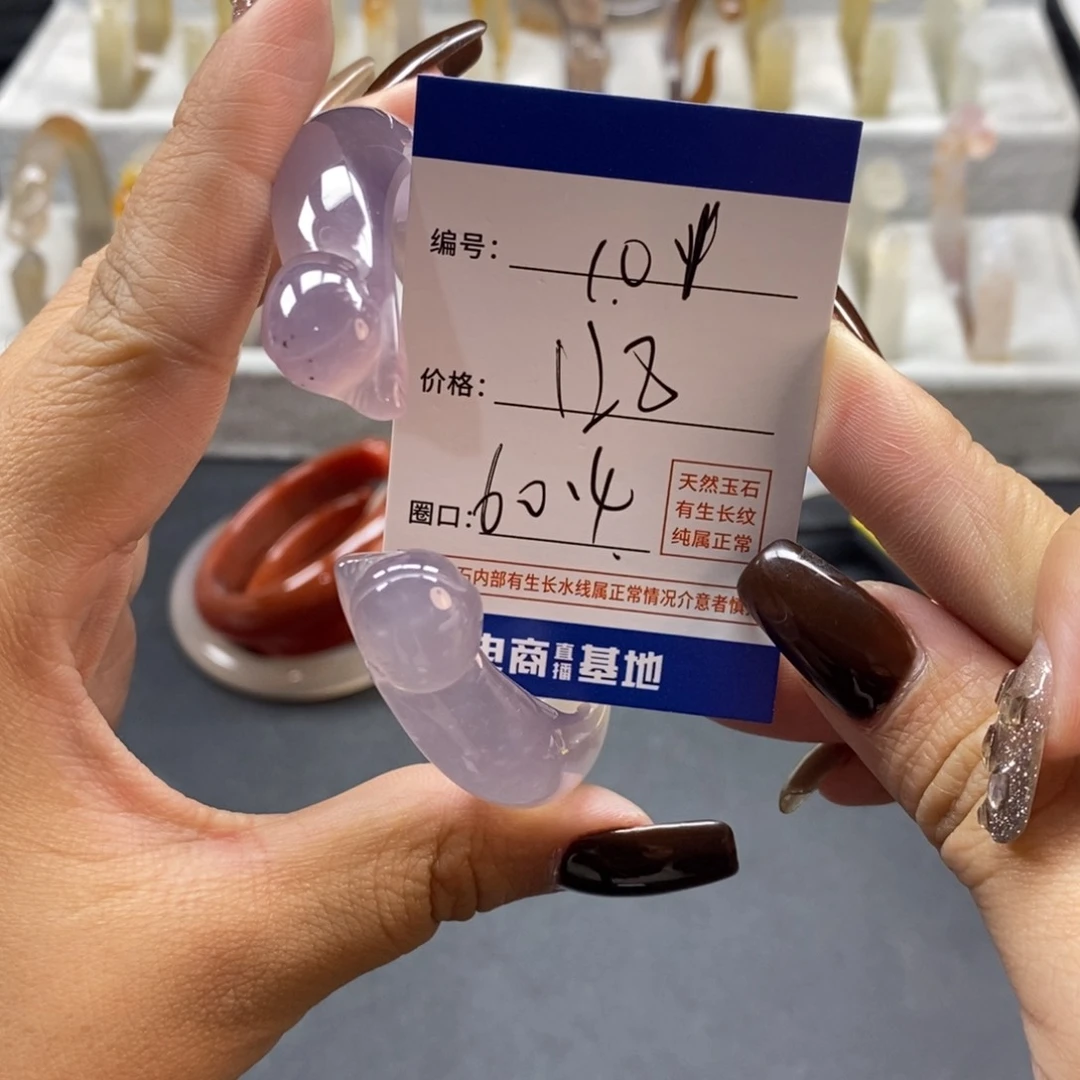 编号:10
价格:128
圈口:60.4
天然玉石
有生长纹
纯属正常
石内部有生长水线属正常情况介意者慎
电商直播基地